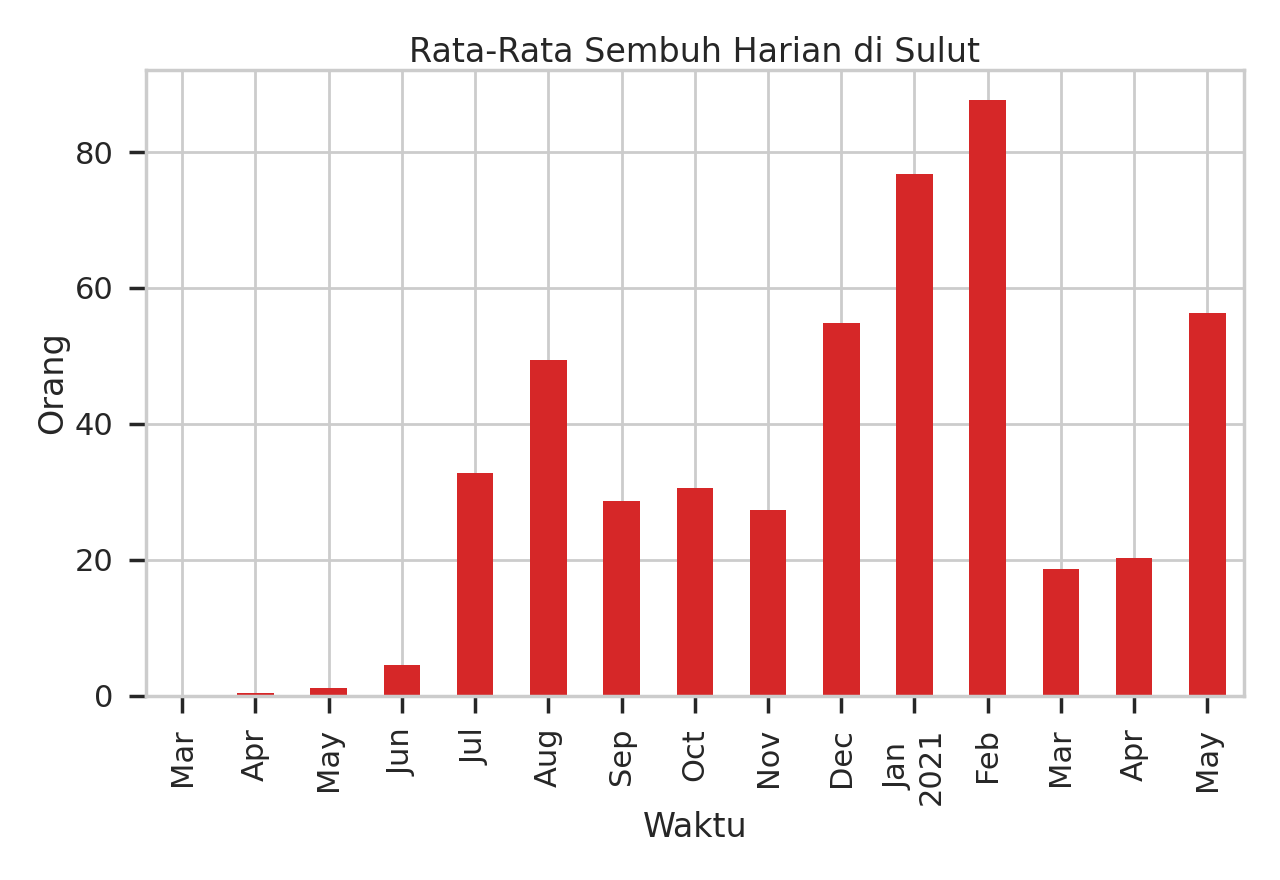 Rata-Rata Sembuh Harian di Sulut
Orang
80
60
40
20
0
Mar
Apr
May
Jun
Jul
Aug
Sep
Oct
Nov
Dec
Jan
2021
Feb
Mar
Apr
May
Waktu